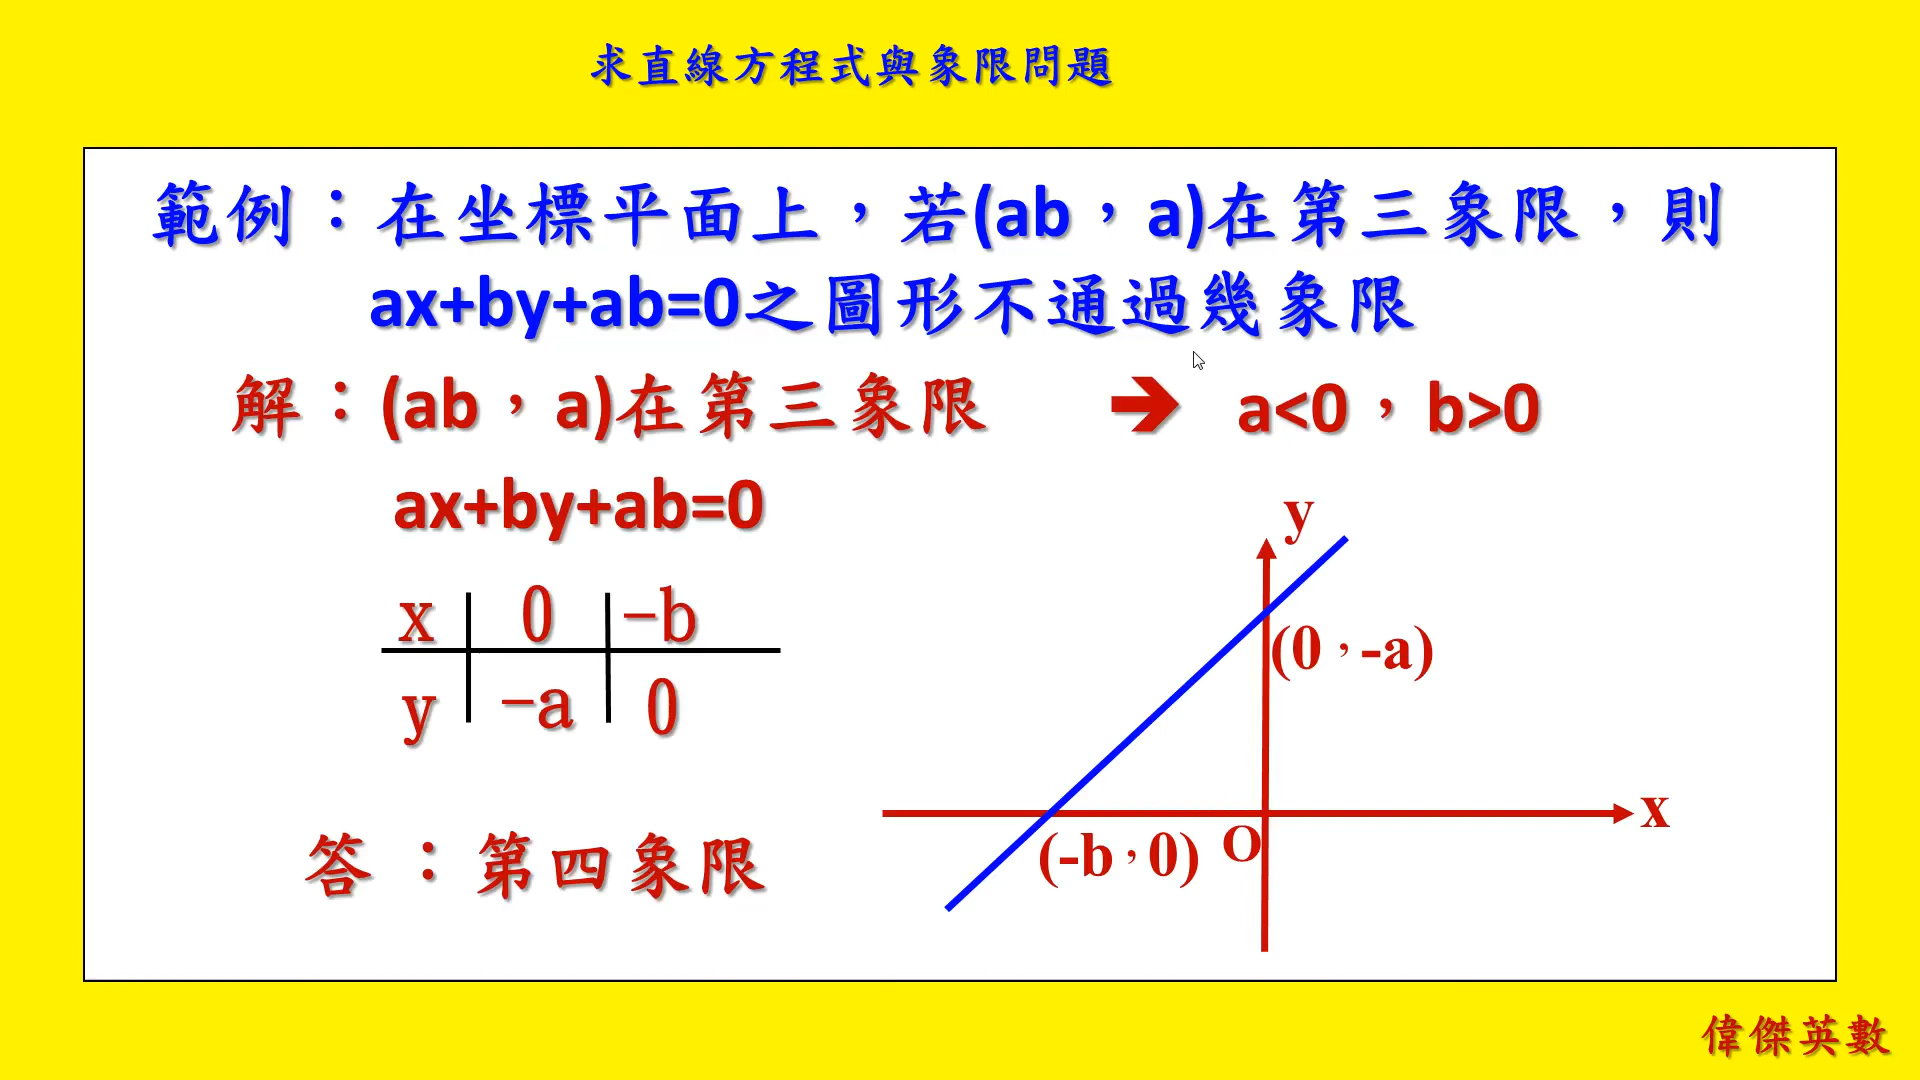 求直線方程式與象限問題
範例：在坐標平面上，若(ab，a)在第三象限，則
ax+by+ab=0之圖形不通過幾象限
解：(ab，a)在第三象限 ➔ a<0，b>0
ax+by+ab=0
x 0 -b
y -a 0
y
(0，-a)
x
(-b，0) O
答：第四象限
偉傑英數